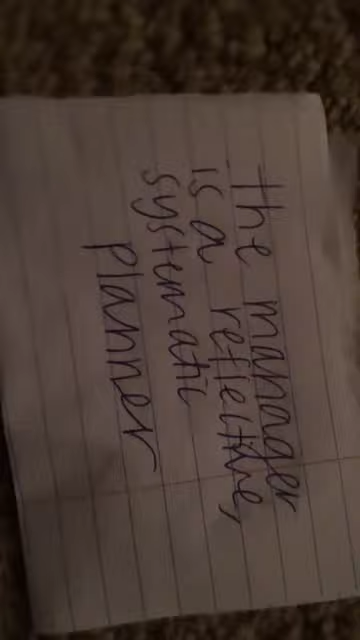 the manager
is a reflective,
systematic
planner